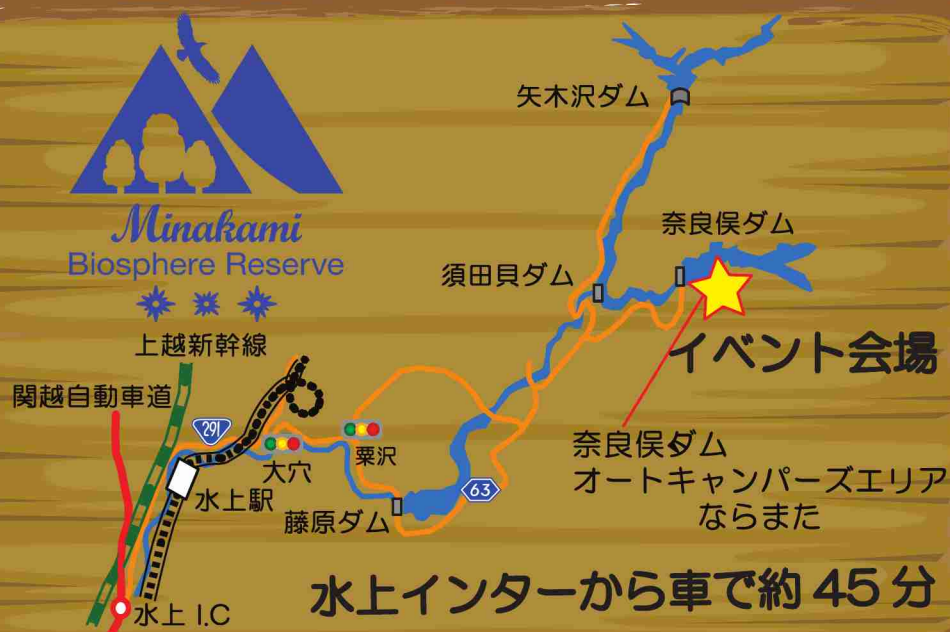 矢木沢ダム
Minakami
Biosphere Reserve
奈良俣ダム
須田貝ダム
イベント会場
上越新幹線
関越自動車道
291
大穴
粟沢
水上駅
63
藤原ダム
奈良俣ダム
オートキャンパーズエリア
ならまた
水上インターから車で約45分
水上 I.C